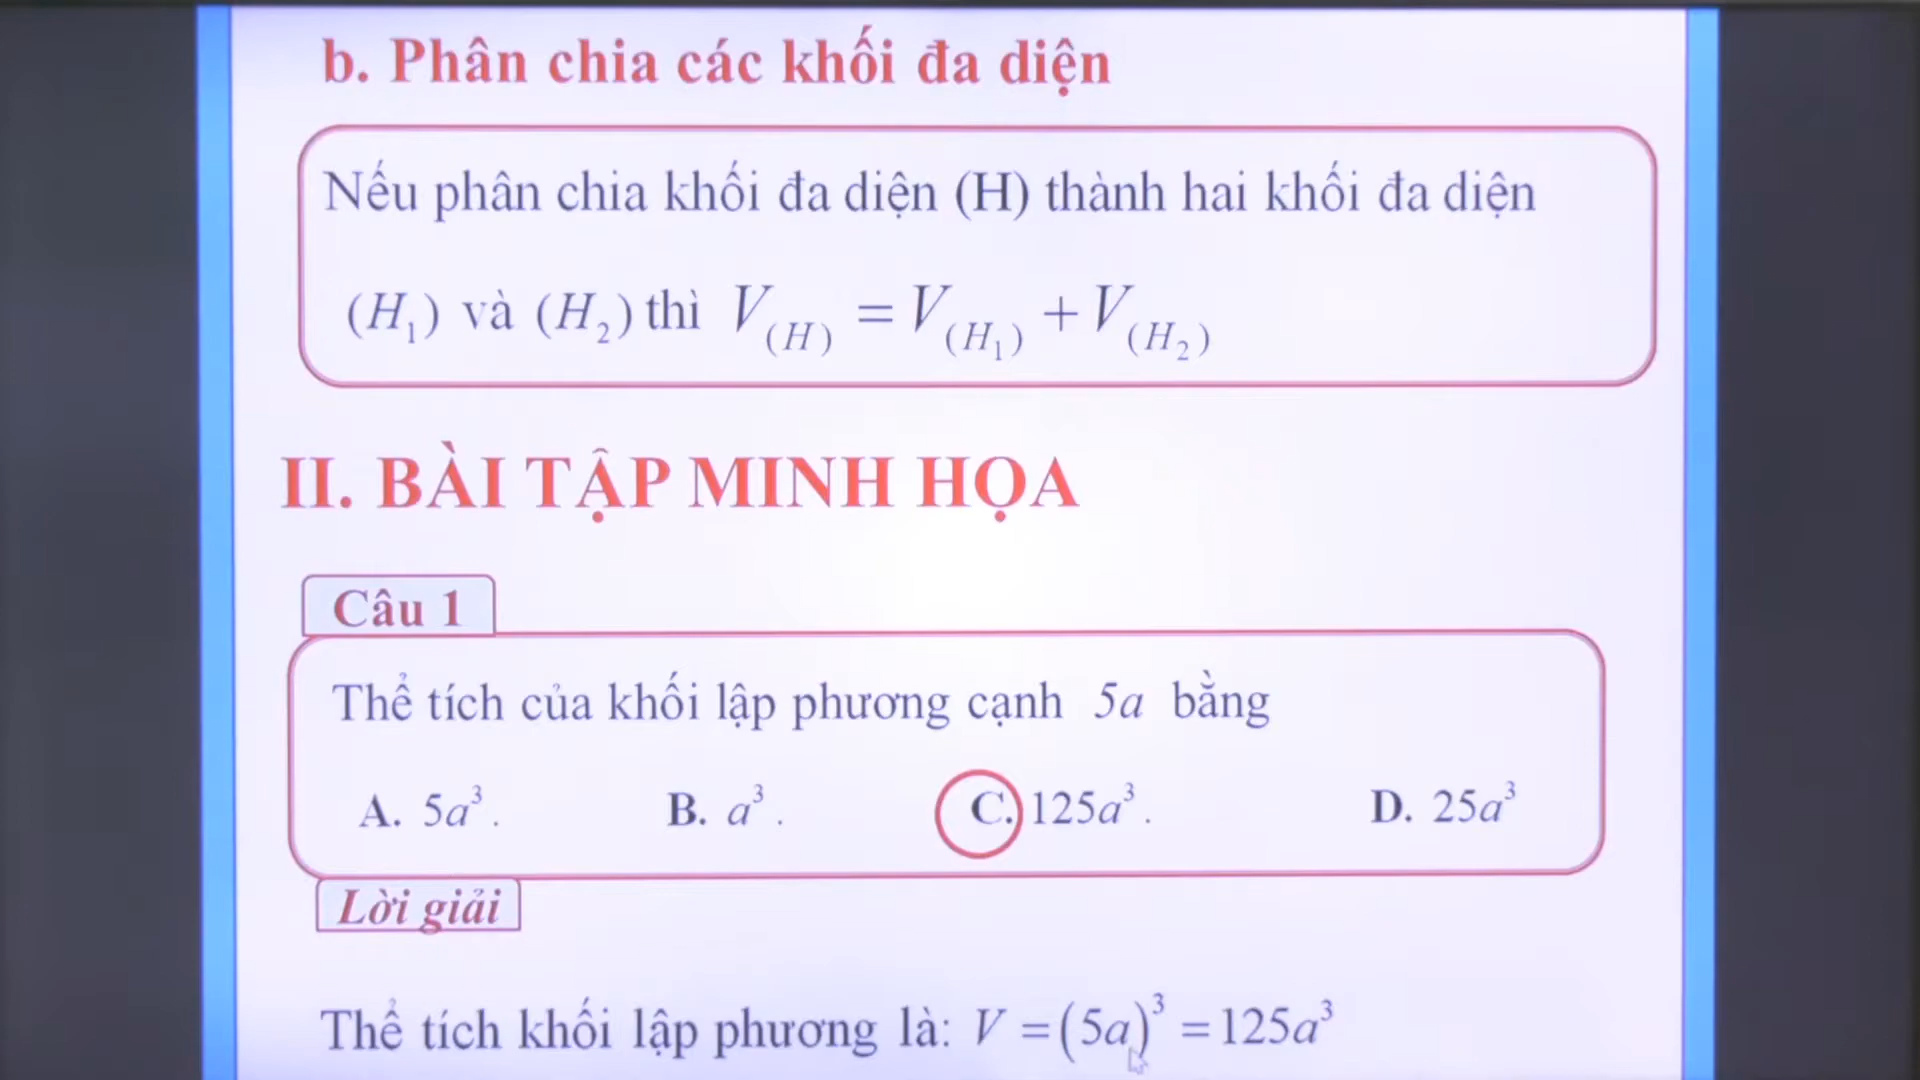 b. Phân chia các khối đa diện
Nếu phân chia khối đa diện (H) thành hai khối đa diện
(H₁) và (H₂) thì V₍H₎ = V₍H₁₎ + V₍H₂₎
II. BÀI TẬP MINH HỌA
Câu 1
Thể tích của khối lập phương cạnh 5a bằng
A. 5a³. B. a³. C. 125a³. D. 25a³
Lời giải
Thể tích khối lập phương là: V = (5a)³ = 125a³